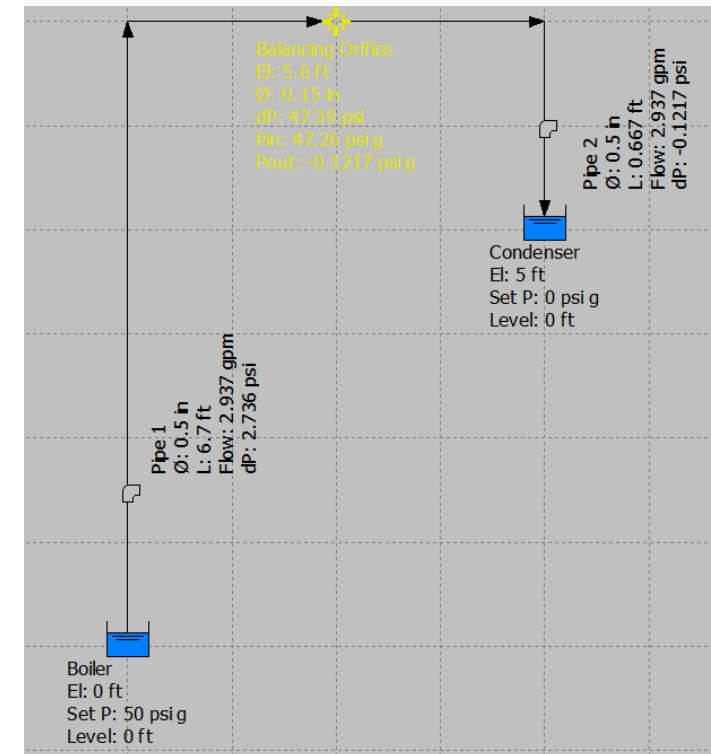 Balancing Orifice
El: 5.6 ft
Ø: 0.15 in
dP: 47.39 psi
Pin: 47.26 psi g
Pout: -0.1217 psi g
Pipe 2
Ø: 0.5 in
L: 0.667 ft
Flow: 2.937 gpm
dP: -0.1217 psi
Condenser
El: 5 ft
Set P: 0 psi g
Level: 0 ft
Pipe 1
Ø: 0.5 in
L: 6.7 ft
Flow: 2.937 gpm
dP: 2.736 psi
Boiler
El: 0 ft
Set P: 50 psi g
Level: 0 ft